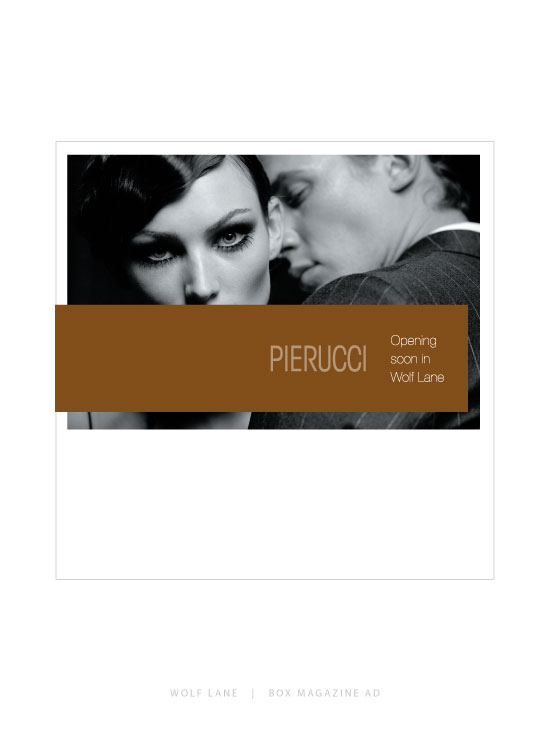 PIERUCCI
Opening
soon in
Wolf Lane
WOLF LANE | BOX MAGAZINE AD